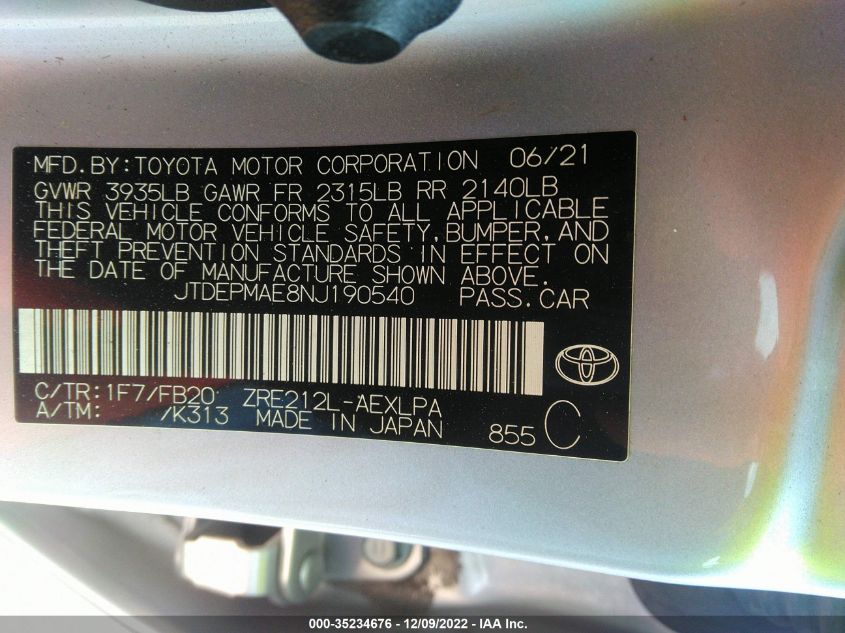 MFD.BY:TOYOTA MOTOR CORPORATION 06/21
GVWR 3935LB GAWR FR 2315LB RR 2140LB
THIS VEHICLE CONFORMS TO ALL APPLICABLE
FEDERAL MOTOR VEHICLE SAFETY,BUMPER,AND
THEFT PREVENTION STANDARDS IN EFFECT ON
THE DATE OF MANUFACTURE SHOWN ABOVE.
JTDEPMAE8NJ190540 PASS.CAR
C/TR:1F7/FB20 ZRE212L-AEXLPA
A/TM: /K313 MADE IN JAPAN 855 C
000-35234676 - 12/09/2022 - IAA Inc.